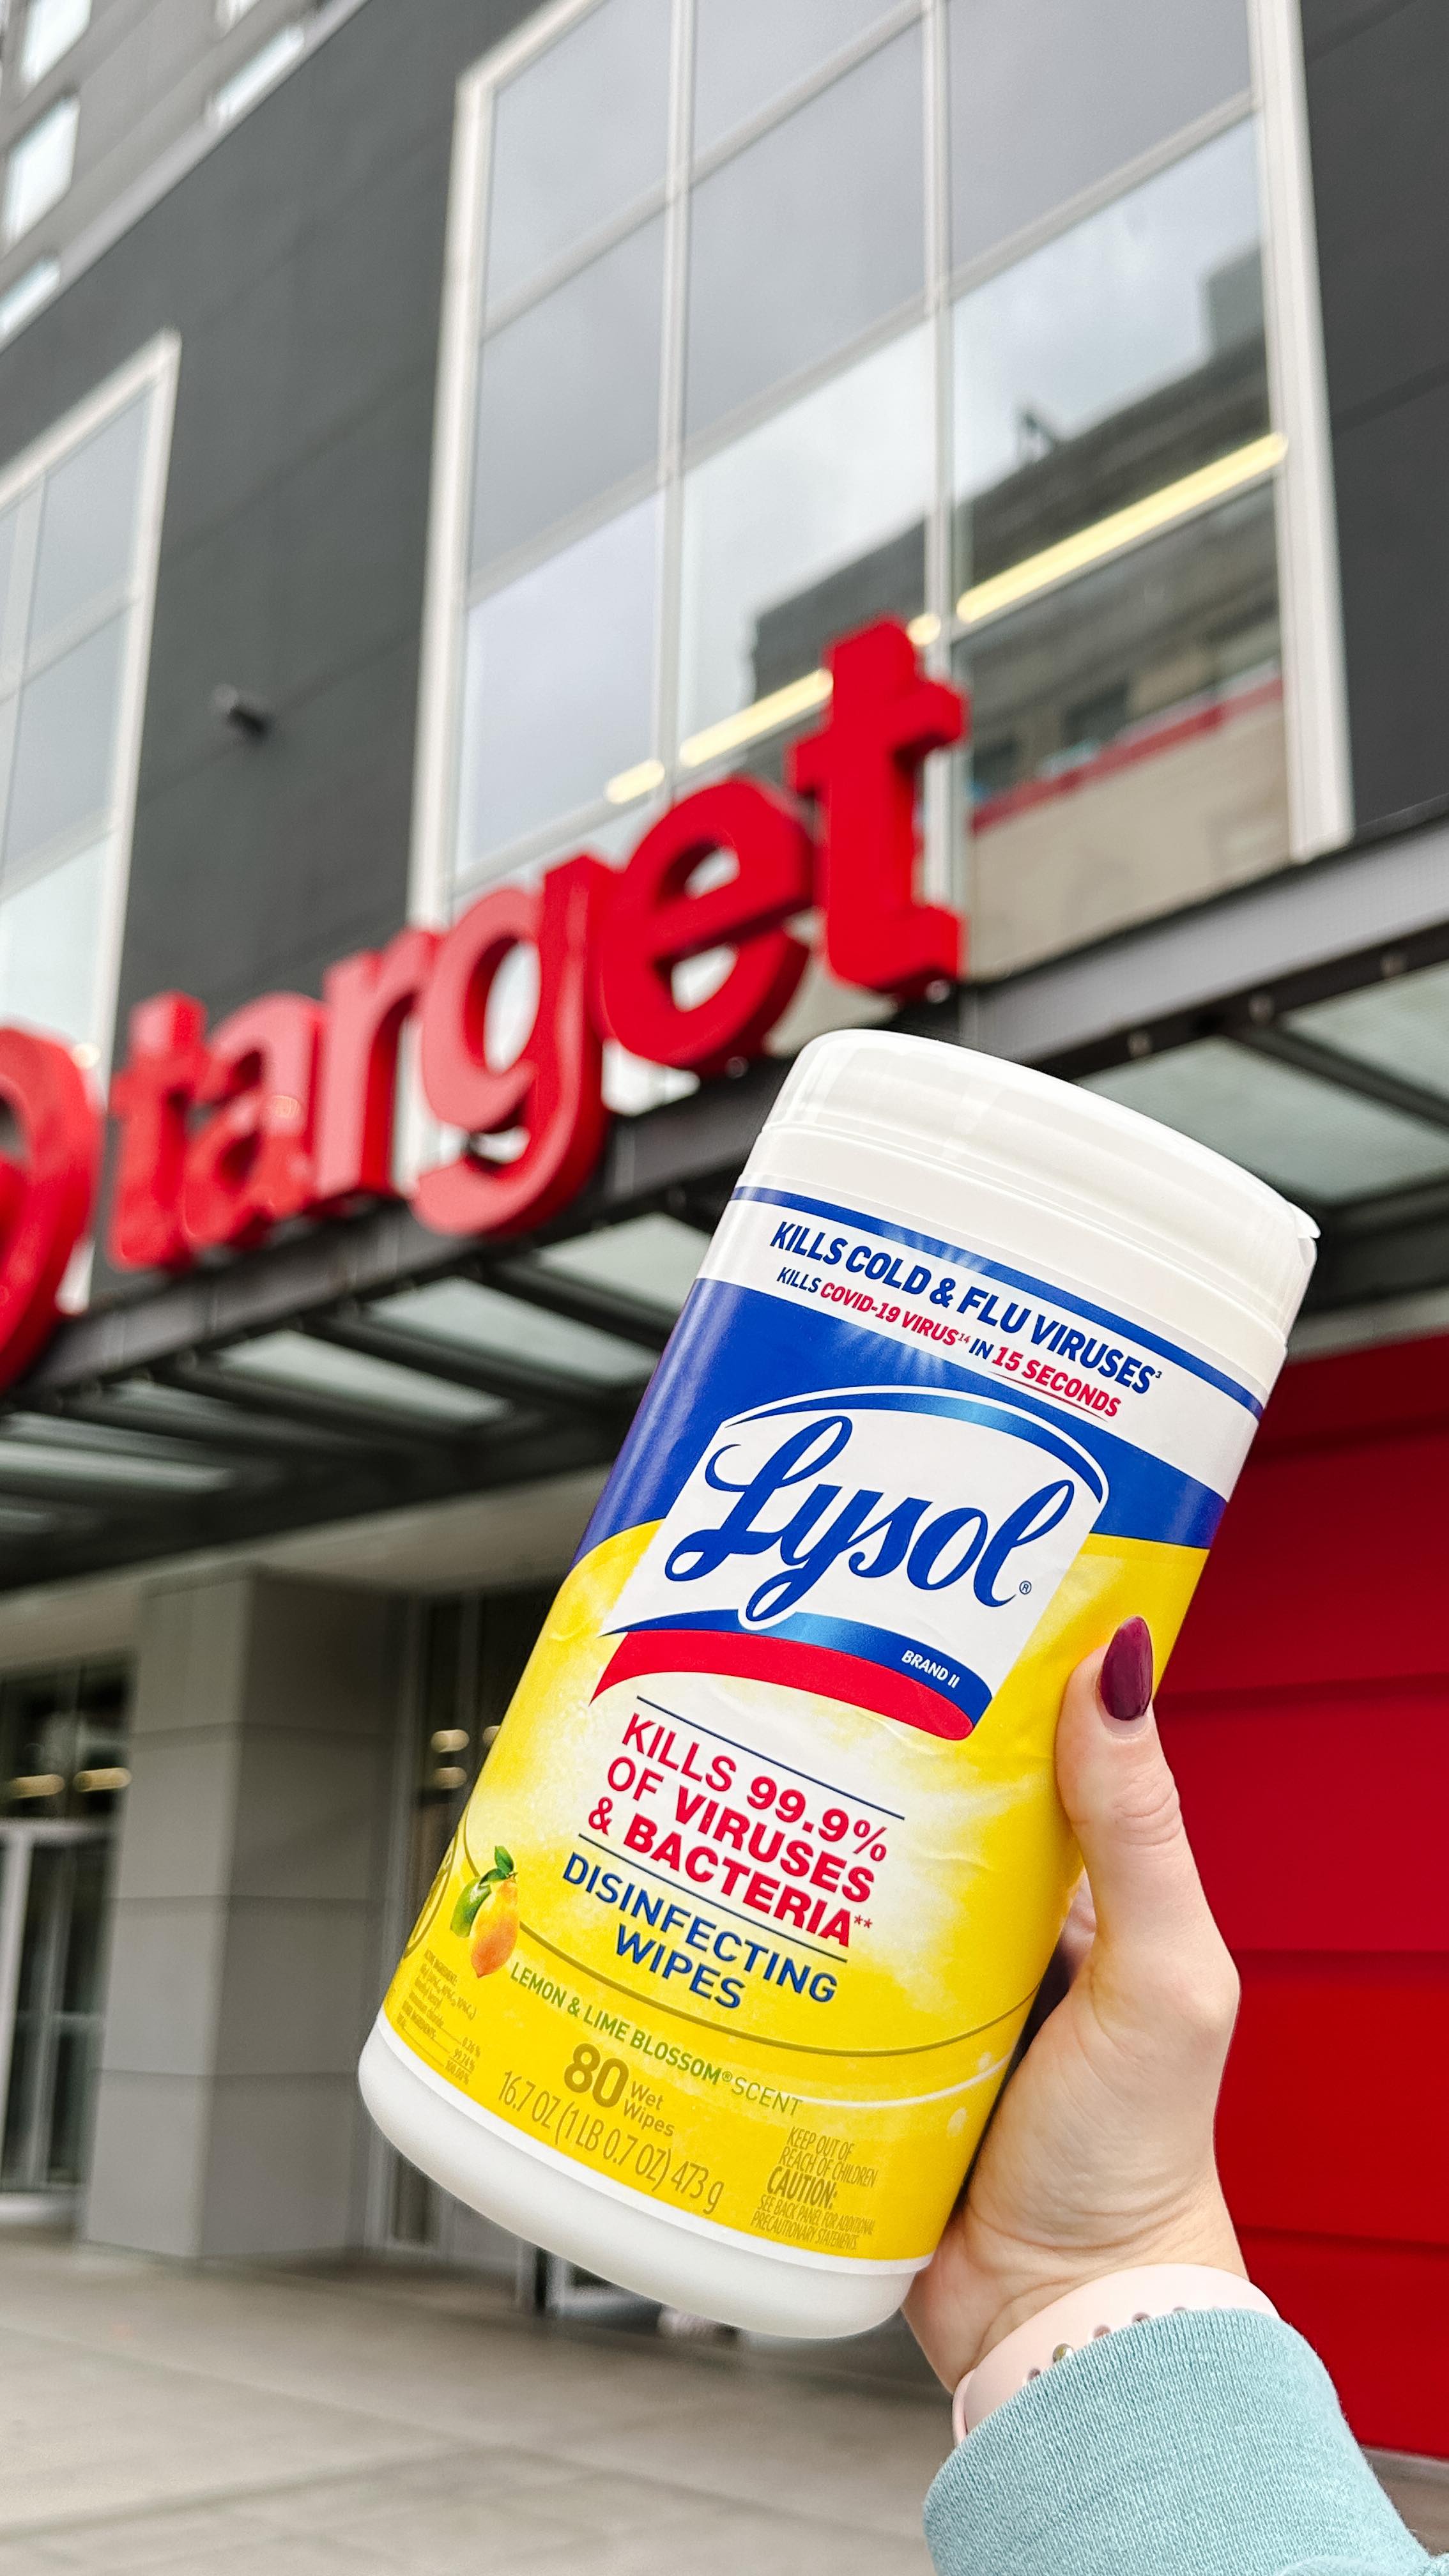 target
KILLS COLD & FLU VIRUSES³
KILLS COVID-19 VIRUS¹⁴ IN 15 SECONDS
Lysol®
BRAND II
KILLS 99.9%
OF VIRUSES
& BACTERIA**
DISINFECTING
WIPES
LEMON & LIME BLOSSOM® SCENT
80 Wet
Wipes
16.7 OZ (1 LB 0.7 OZ) 473 g
KEEP OUT OF
REACH OF CHILDREN
CAUTION:
SEE BACK PANEL FOR ADDITIONAL
PRECAUTIONARY STATEMENTS.